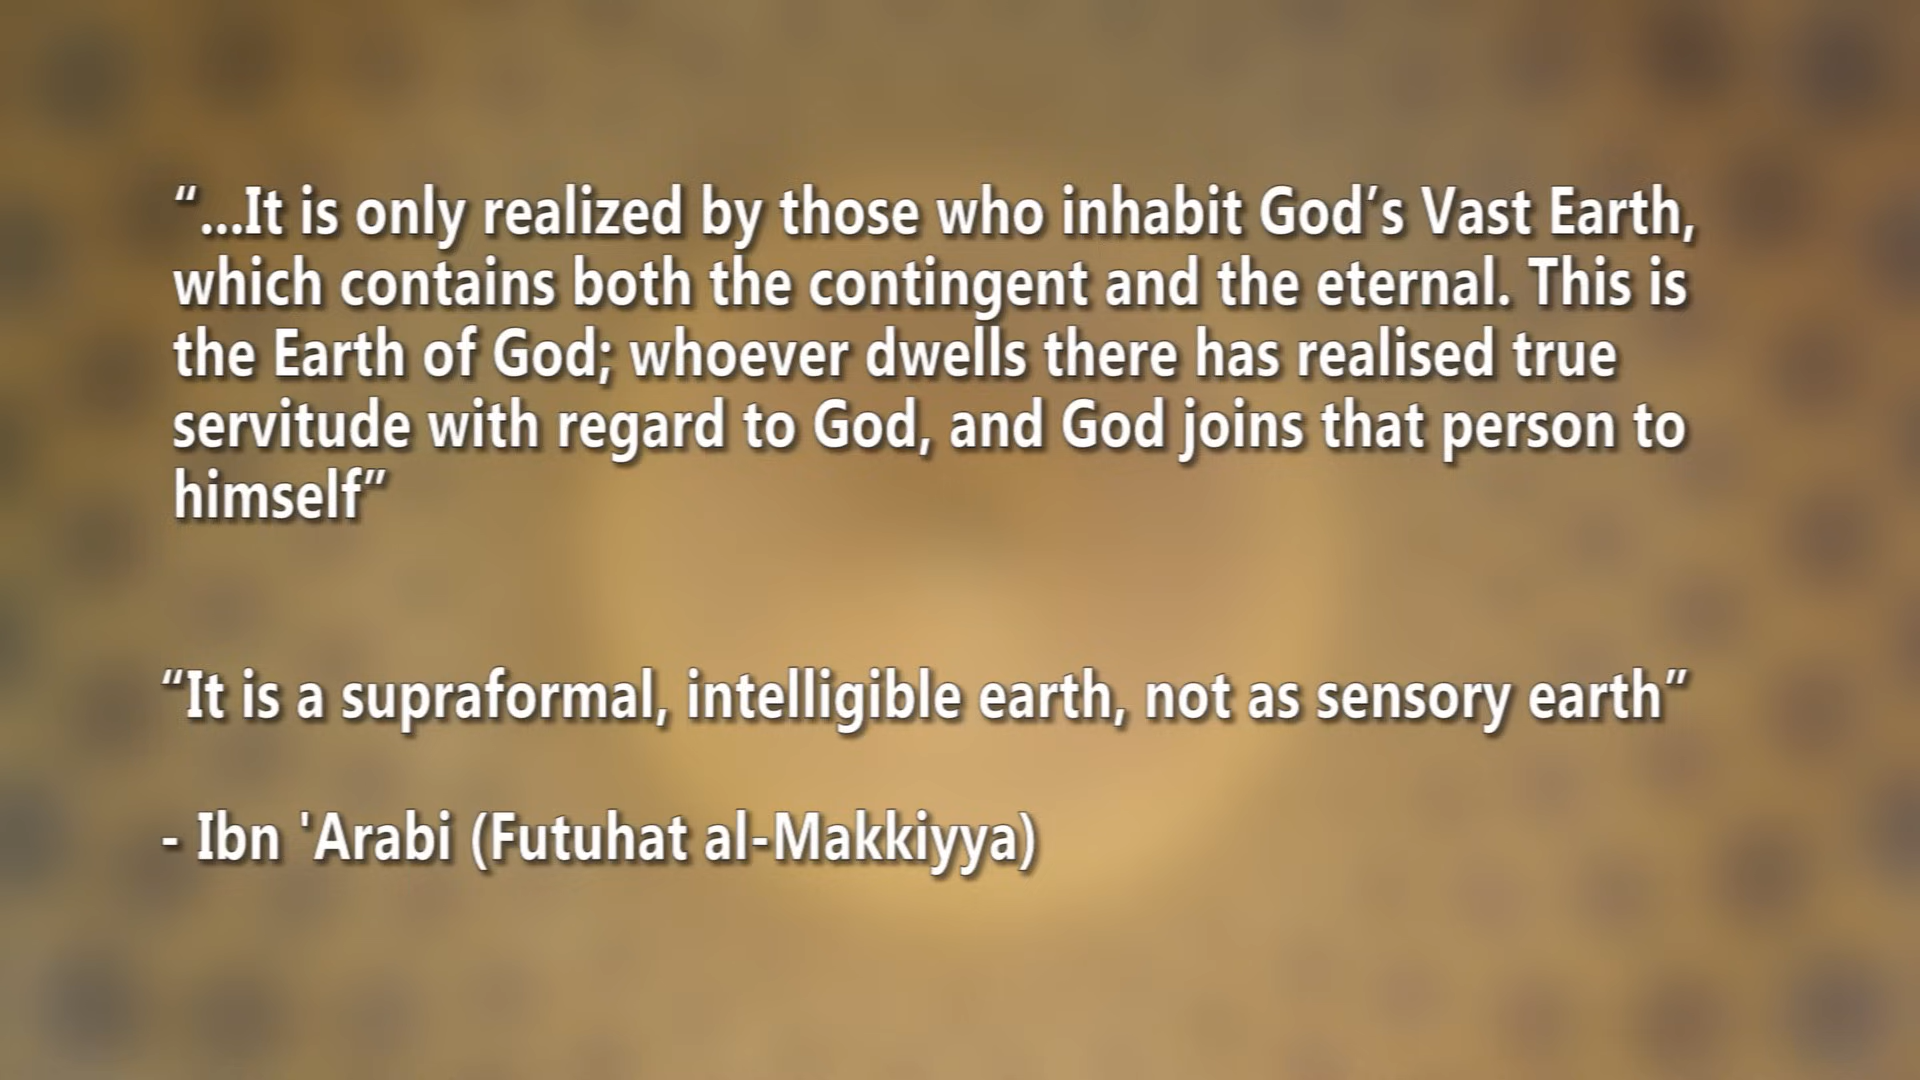 “...It is only realized by those who inhabit God’s Vast Earth,
which contains both the contingent and the eternal. This is
the Earth of God; whoever dwells there has realised true
servitude with regard to God, and God joins that person to
himself”
“It is a supraformal, intelligible earth, not as sensory earth”
- Ibn 'Arabi (Futuhat al-Makkiyya)